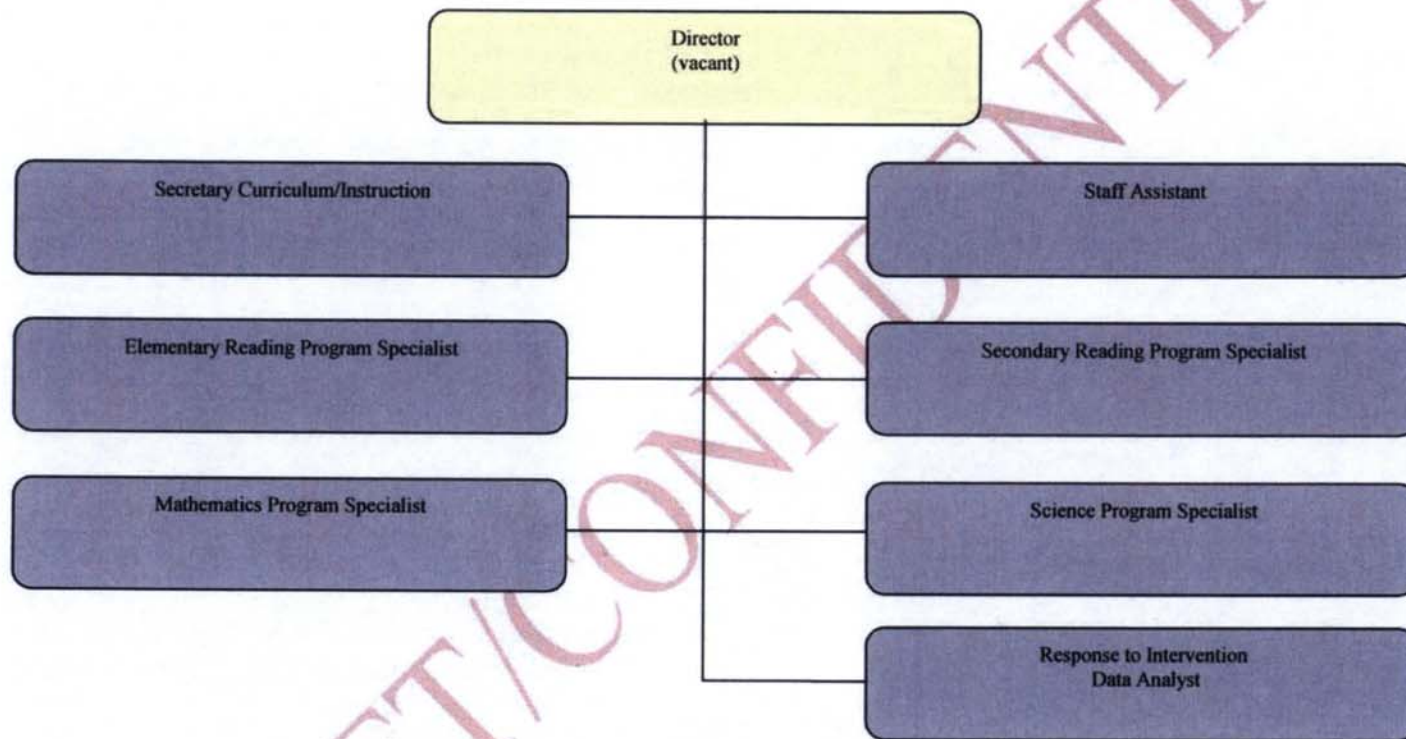 Director
(vacant)
Secretary Curriculum/Instruction
Staff Assistant
Elementary Reading Program Specialist
Secondary Reading Program Specialist
Mathematics Program Specialist
Science Program Specialist
Response to Intervention
Data Analyst